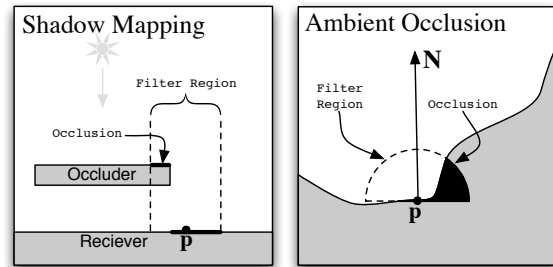 Shadow Mapping
Filter Region
Occlusion
Occluder
Reciever
p
Ambient Occlusion
N
Filter
Region
Occlusion
p